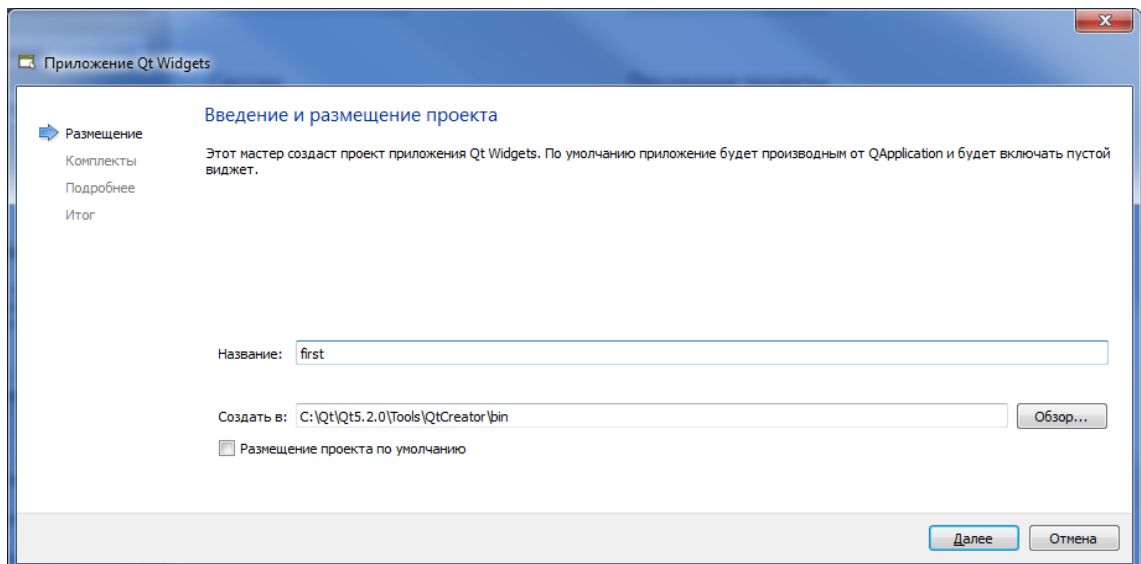 Приложение Qt Widgets
Введение и размещение проекта
Размещение
Комплекты
Подробнее
Итог
Этот мастер создаст проект приложения Qt Widgets. По умолчанию приложение будет производным от QApplication и будет включать пустой
виджет.
Название: first
Создать в: C:\Qt\Qt5.2.0\Tools\QtCreator\bin Обзор...
Размещение проекта по умолчанию
Далее Отмена